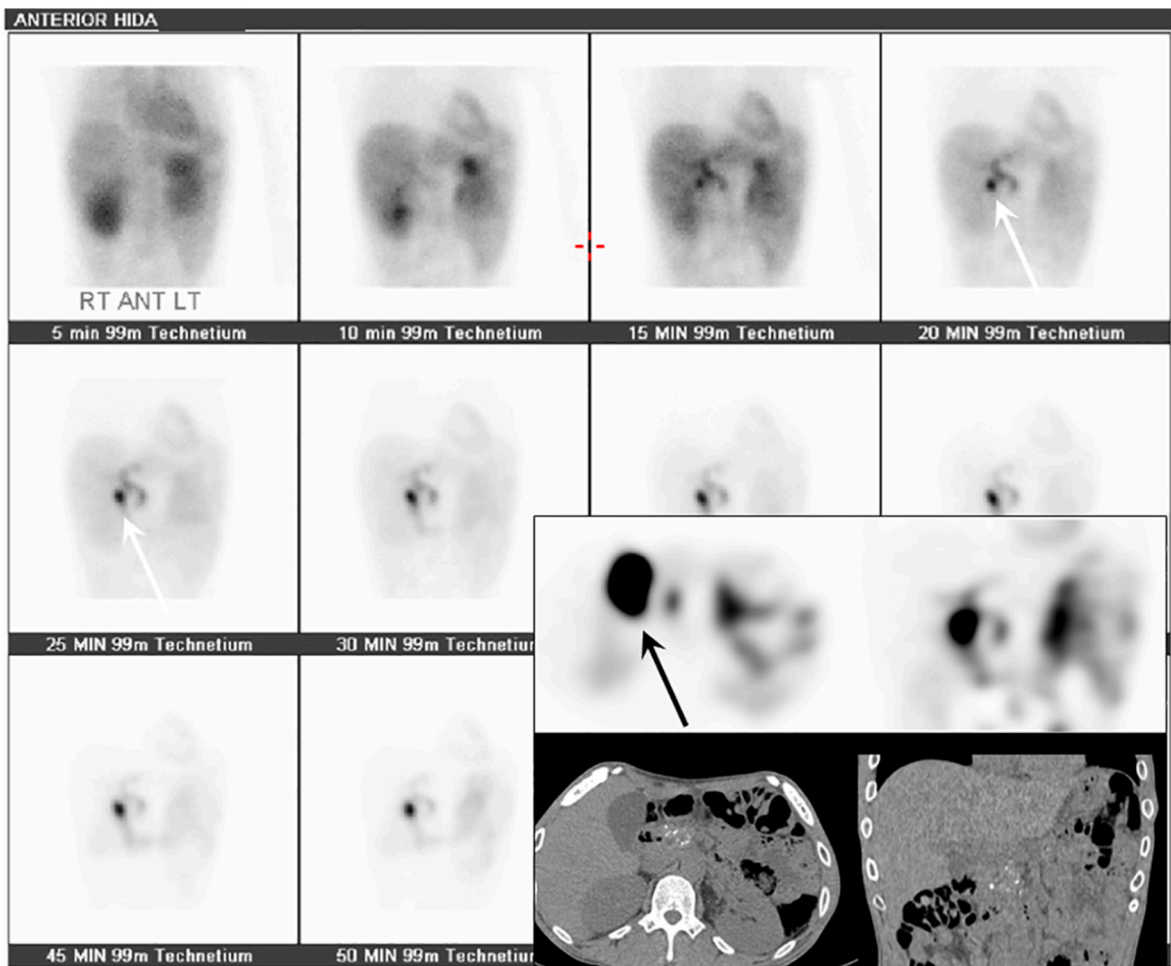 ANTERIOR HIDA
RT ANT LT
5 min 99m Technetium
10 min 99m Technetium
15 MIN 99m Technetium
20 MIN 99m Technetium
25 MIN 99m Technetium
30 MIN 99m Technetium
45 MIN 99m Technetium
50 MIN 99m Technetium